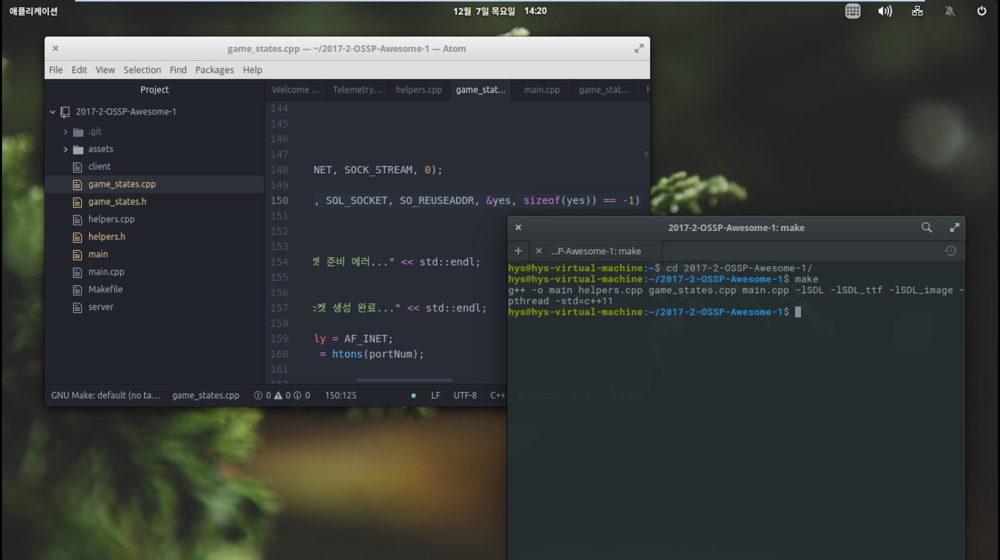 애플리케이션
12월 7일 목요일 14:20
game_states.cpp — ~/2017-2-OSSP-Awesome-1 — Atom
File Edit View Selection Find Packages Help
Project
Welcome ... Telemetry... helpers.cpp game_stat... main.cpp game_stat... h
2017-2-OSSP-Awesome-1
.git
assets
client
game_states.cpp
game_states.h
helpers.cpp
helpers.h
main
main.cpp
Makefile
server
144
145
146
147
148 NET, SOCK_STREAM, 0);
149
150 , SOL_SOCKET, SO_REUSEADDR, &yes, sizeof(yes)) == -1)
151
152
153
154 켓 준비 에러..." << std::endl;
155
156
157 켓 생성 완료..." << std::endl;
158
159 ly = AF_INET;
160 = htons(portNum);
161
GNU Make: default (no ta... game_states.cpp 0 0 0 150:125 LF UTF-8 C++ master 4 files
2017-2-OSSP-Awesome-1: make
...P-Awesome-1: make
hys@hys-virtual-machine:~$ cd 2017-2-OSSP-Awesome-1/
hys@hys-virtual-machine:~/2017-2-OSSP-Awesome-1$ make
g++ -o main helpers.cpp game_states.cpp main.cpp -lSDL -lSDL_ttf -lSDL_image -
pthread -std=c++11
hys@hys-virtual-machine:~/2017-2-OSSP-Awesome-1$